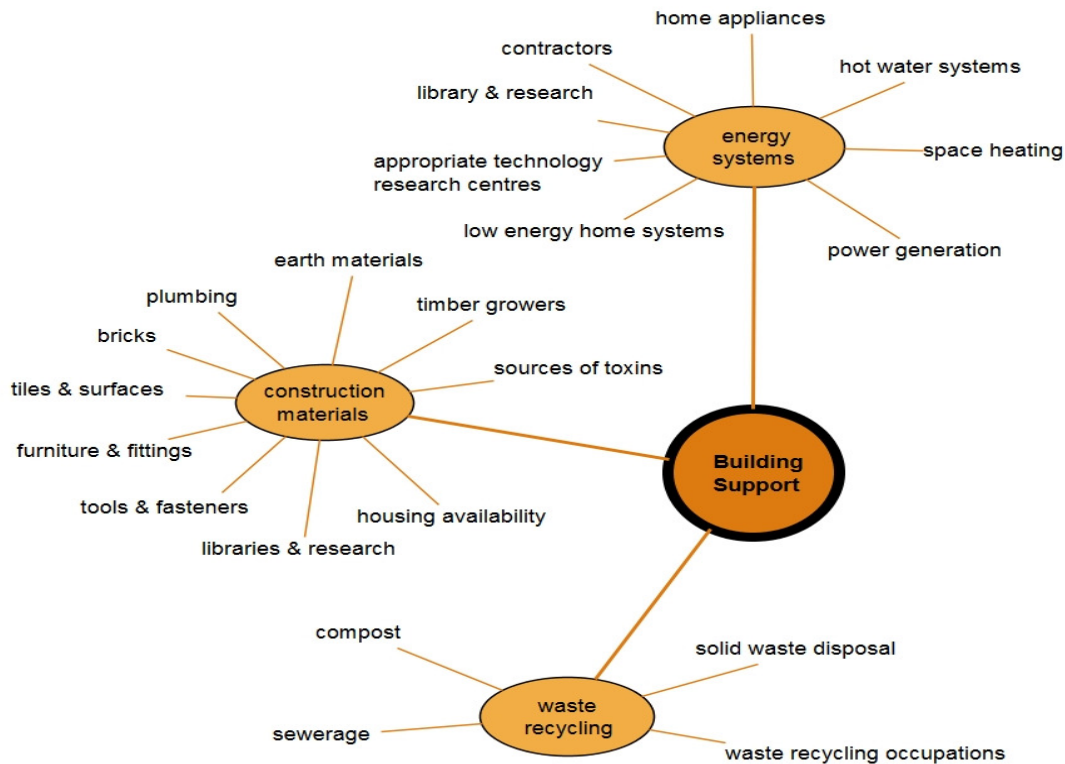 home appliances
contractors
hot water systems
library & research
energy
systems
space heating
appropriate technology
research centres
low energy home systems
power generation
earth materials
plumbing
timber growers
bricks
sources of toxins
tiles & surfaces
construction
materials
furniture & fittings
Building
Support
tools & fasteners
housing availability
libraries & research
compost
solid waste disposal
waste
recycling
sewerage
waste recycling occupations